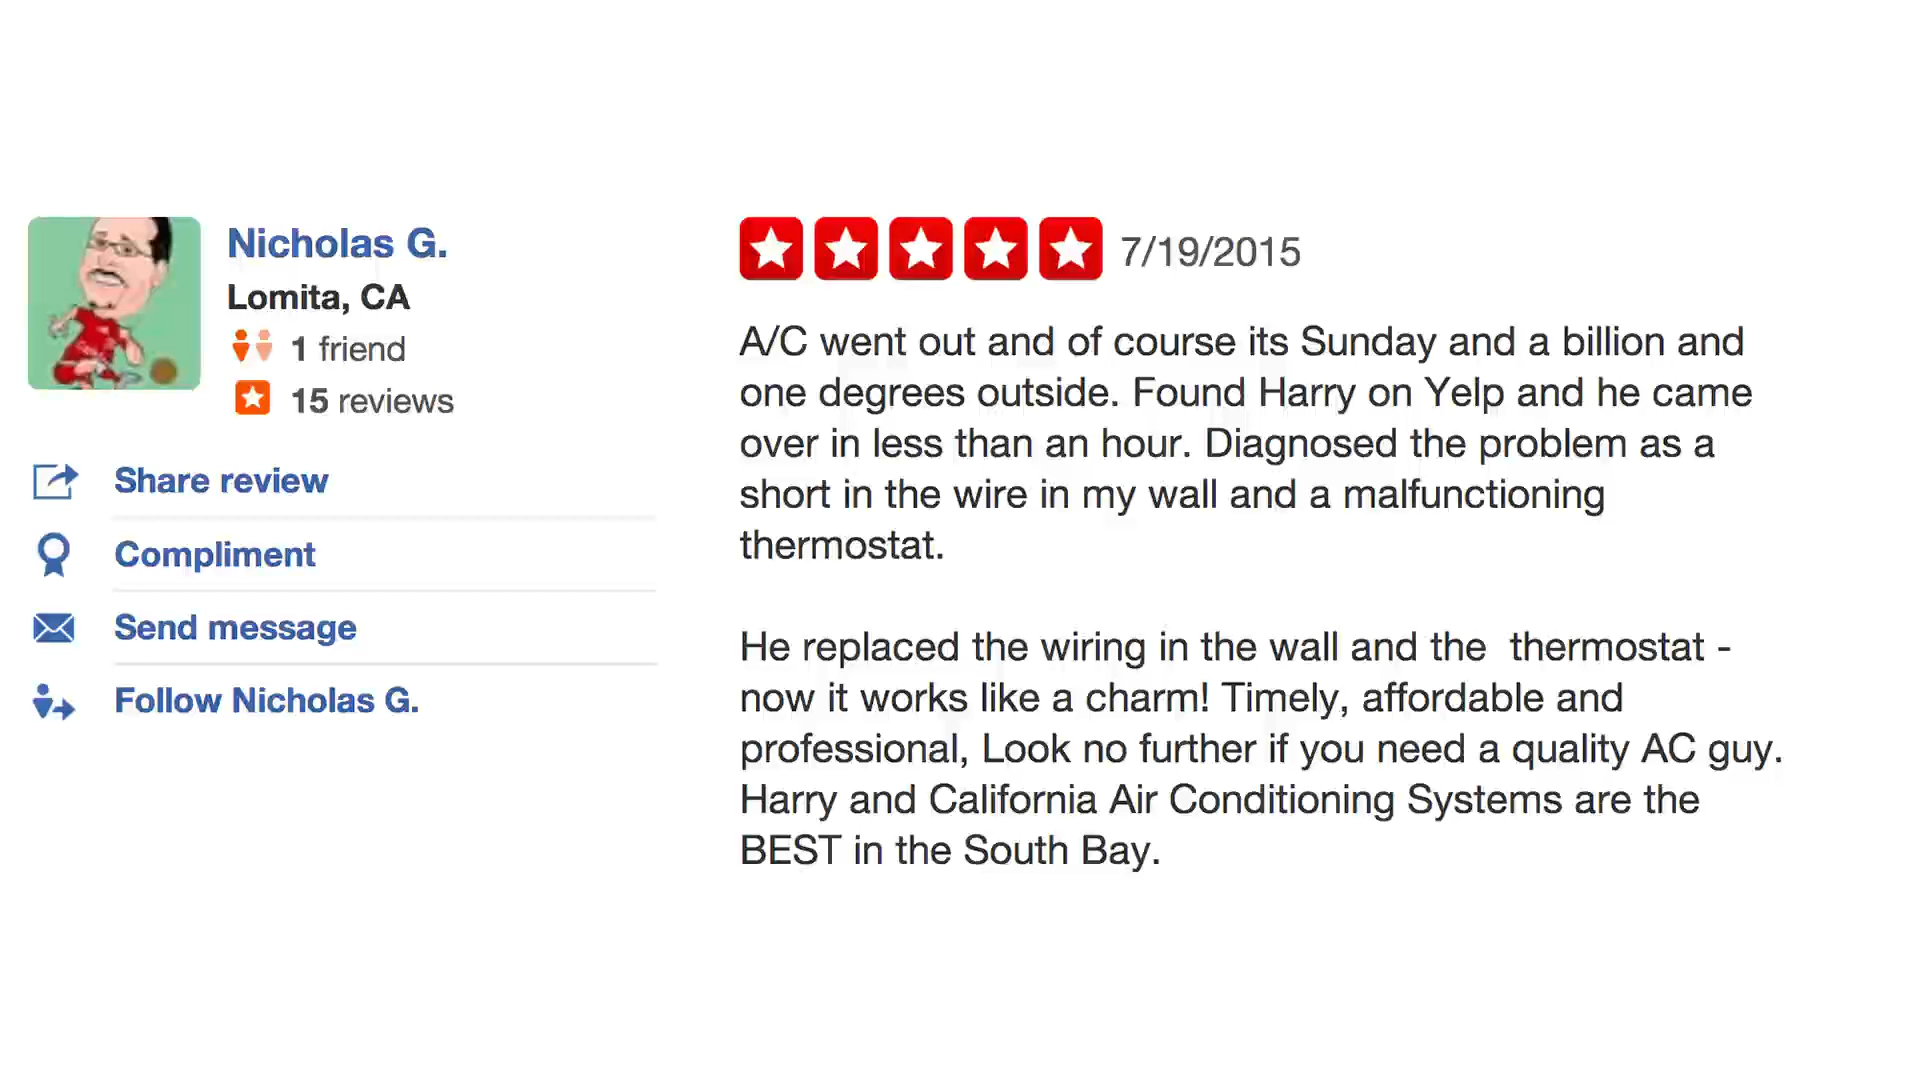 Nicholas G.
Lomita, CA
1 friend
15 reviews
Share review
Compliment
Send message
Follow Nicholas G.
7/19/2015
A/C went out and of course its Sunday and a billion and
one degrees outside. Found Harry on Yelp and he came
over in less than an hour. Diagnosed the problem as a
short in the wire in my wall and a malfunctioning
thermostat.
He replaced the wiring in the wall and the  thermostat -
now it works like a charm! Timely, affordable and
professional, Look no further if you need a quality AC guy.
Harry and California Air Conditioning Systems are the
BEST in the South Bay.